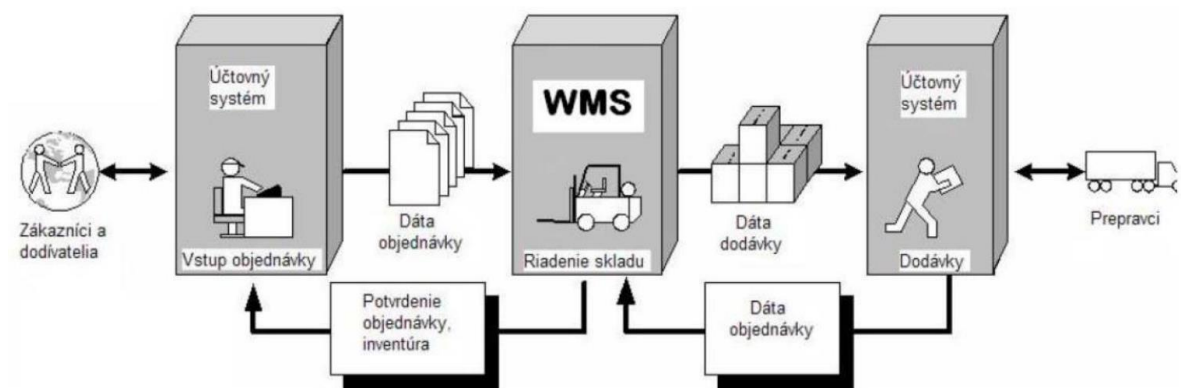 Účtovný
systém
WMS
Účtovný
systém
Zákazníci a
dodívatelia
Vstup objednávky
Dáta
objednávky
Riadenie skladu
Dáta
dodávky
Dodávky
Prepravci
Potvrdenie
objednávky,
inventúra
Dáta
objednávky